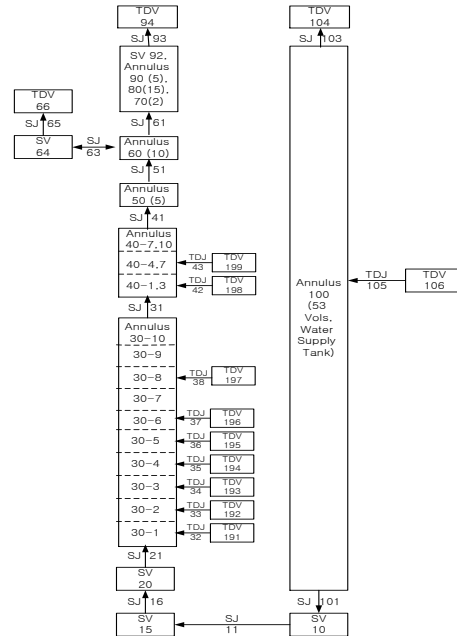 TDV
94
SJ 93
SV 92,
Annulus
90 (5),
80(15),
70(2)
SJ 61
TDV
66
SJ 65
SV
64
SJ
63
Annulus
60 (10)
SJ 51
Annulus
50 (5)
SJ 41
Annulus
40-7,10
40-4,7
TDJ
43
TDV
199
40-1,3
TDJ
42
TDV
198
SJ 31
Annulus
30-10
30-9
30-8
TDJ
38
TDV
197
30-7
30-6
TDJ
37
TDV
196
30-5
TDJ
36
TDV
195
30-4
TDJ
35
TDV
194
30-3
TDJ
34
TDV
193
30-2
TDJ
33
TDV
192
30-1
TDJ
32
TDV
191
SJ 21
SV
20
SJ 16
SV
15
SJ
11
SV
10
SJ 101
TDV
104
SJ 103
Annulus
100
(53
Vols,
Water
Supply
Tank)
TDJ
105
TDV
106